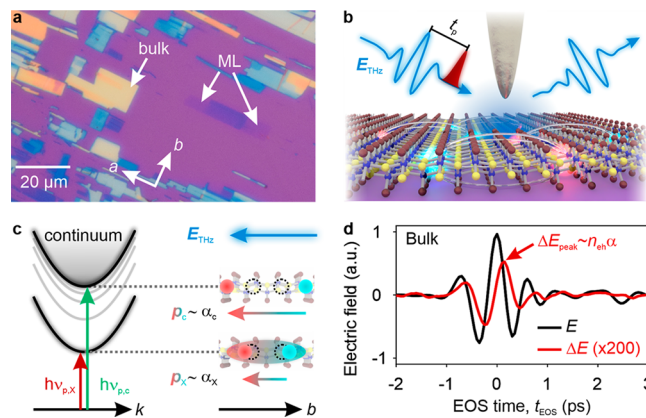 a
bulk
ML
b
a
20 µm
b
t_p
E_THz
c
continuum
E_THz
p_c ~ α_c
p_X ~ α_X
hν_p,X
hν_p,c
k
b
d
Bulk
ΔE_peak~n_ehα
E
ΔE (x200)
Electric field (a.u.)
1
0
-1
-2
-1
0
1
2
3
EOS time, t_EOS (ps)